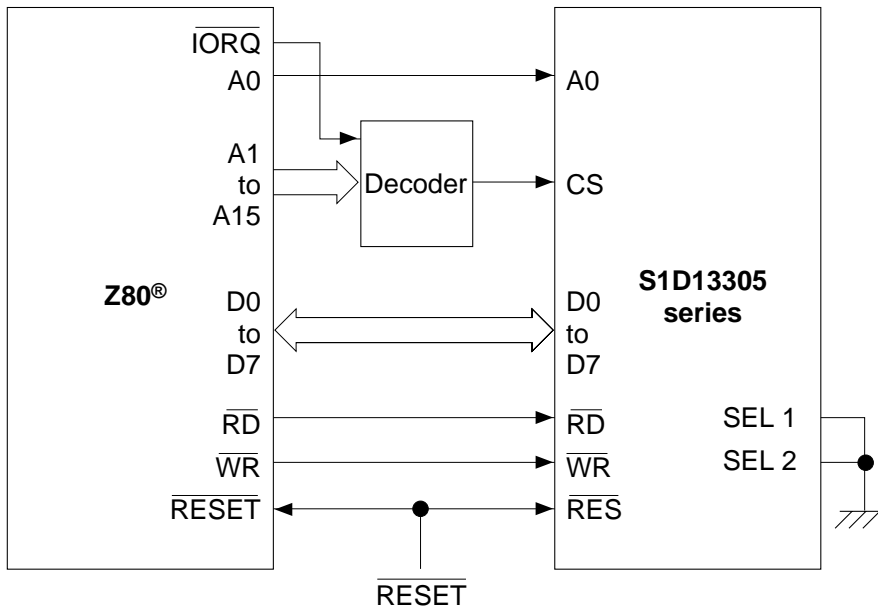 IORQ
A0
A1
to
A15
Z80®
D0
to
D7
RD
WR
RESET
Decoder
A0
CS
S1D13305
series
D0
to
D7
RD
WR
RES
SEL 1
SEL 2
RESET